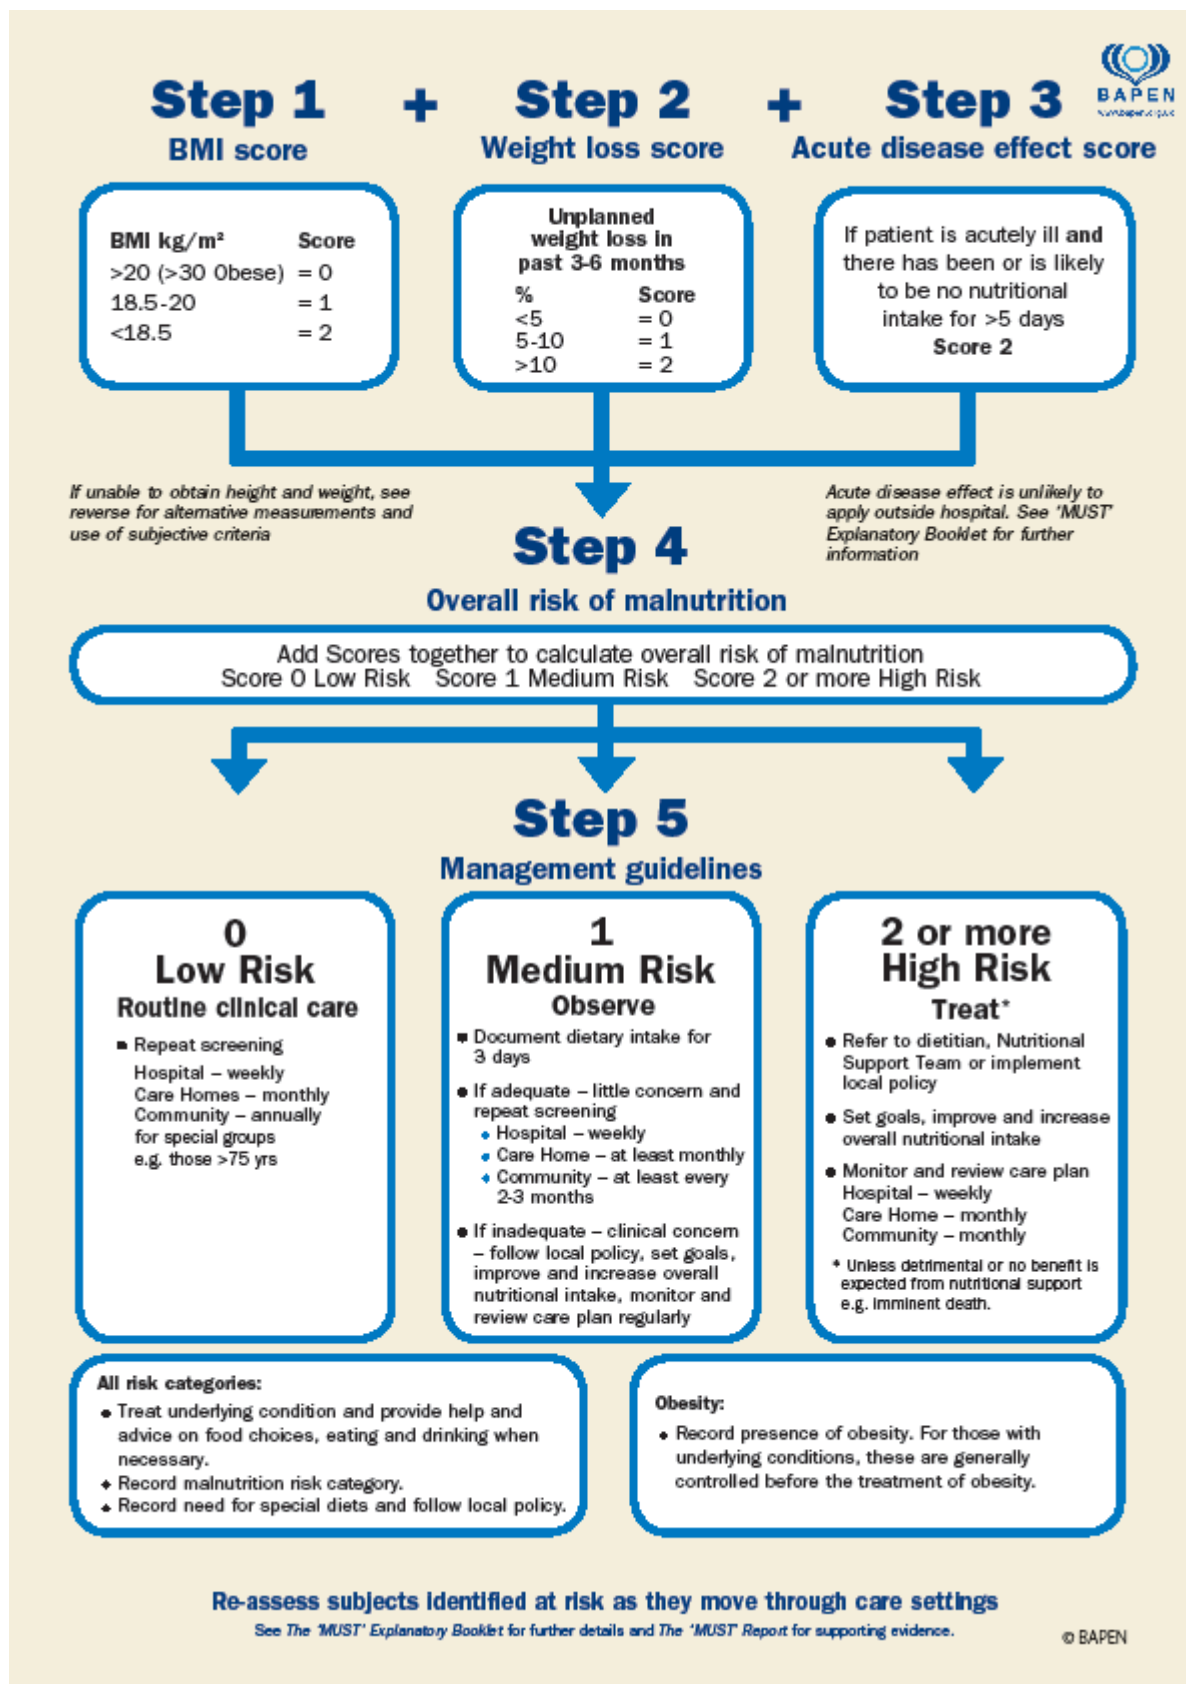 Step 1 + Step 2 + Step 3
BAPEN
www.bapen.org.uk
BMI score
Weight loss score
Acute disease effect score
BMI kg/m² Score
>20 (>30 Obese) = 0
18.5-20 = 1
<18.5 = 2
Unplanned
weight loss in
past 3-6 months
% Score
<5 = 0
5-10 = 1
>10 = 2
If patient is acutely ill and
there has been or is likely
to be no nutritional
intake for >5 days
Score 2
If unable to obtain height and weight, see
reverse for alternative measurements and
use of subjective criteria
Acute disease effect is unlikely to
apply outside hospital. See 'MUST'
Explanatory Booklet for further
information
Step 4
Overall risk of malnutrition
Add Scores together to calculate overall risk of malnutrition
Score 0 Low Risk Score 1 Medium Risk Score 2 or more High Risk
Step 5
Management guidelines
0
Low Risk
Routine clinical care
Repeat screening
Hospital – weekly
Care Homes – monthly
Community – annually
for special groups
e.g. those >75 yrs
1
Medium Risk
Observe
Document dietary intake for
3 days
If adequate – little concern and
repeat screening
Hospital – weekly
Care Home – at least monthly
Community – at least every
2-3 months
If inadequate – clinical concern
– follow local policy, set goals,
improve and increase overall
nutritional intake, monitor and
review care plan regularly
2 or more
High Risk
Treat*
Refer to dietitian, Nutritional
Support Team or implement
local policy
Set goals, improve and increase
overall nutritional intake
Monitor and review care plan
Hospital – weekly
Care Home – monthly
Community – monthly
* Unless detrimental or no benefit is
expected from nutritional support
e.g. imminent death.
All risk categories:
Treat underlying condition and provide help and
advice on food choices, eating and drinking when
necessary.
Record malnutrition risk category.
Record need for special diets and follow local policy.
Obesity:
Record presence of obesity. For those with
underlying conditions, these are generally
controlled before the treatment of obesity.
Re-assess subjects identified at risk as they move through care settings
See The 'MUST' Explanatory Booklet for further details and The 'MUST' Report for supporting evidence.
© BAPEN